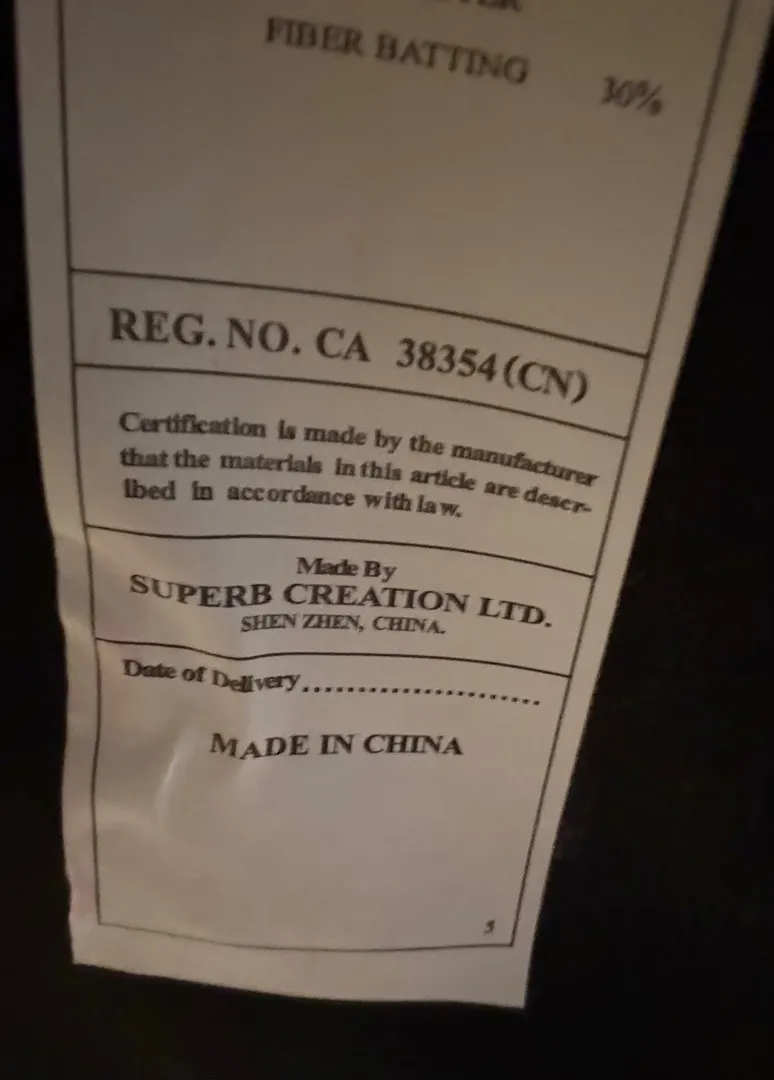 FIBER BATTING 30%
REG. NO. CA 38354 (CN)
Certification is made by the manufacturer
that the materials in this article are descr-
ibed in accordance with law.
Made By
SUPERB CREATION LTD.
SHEN ZHEN, CHINA.
Date of Delivery......................
MADE IN CHINA
5